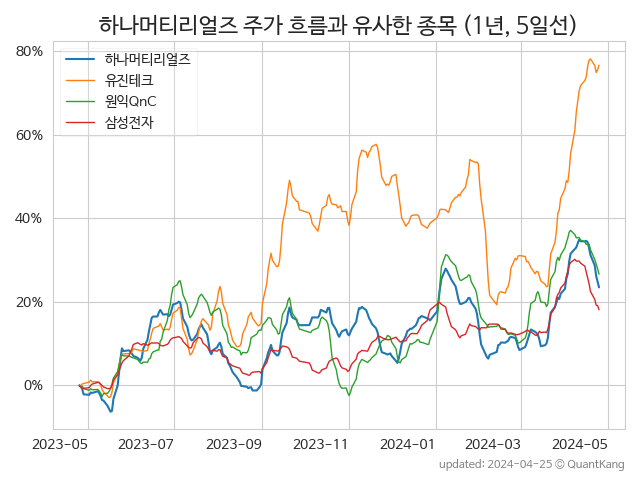 하나머티리얼즈 주가 흐름과 유사한 종목 (1년, 5일선)
하나머티리얼즈
유진테크
원익QnC
삼성전자
80%
60%
40%
20%
0%
2023-05 2023-07 2023-09 2023-11 2024-01 2024-03 2024-05
updated: 2024-04-25 © QuantKang